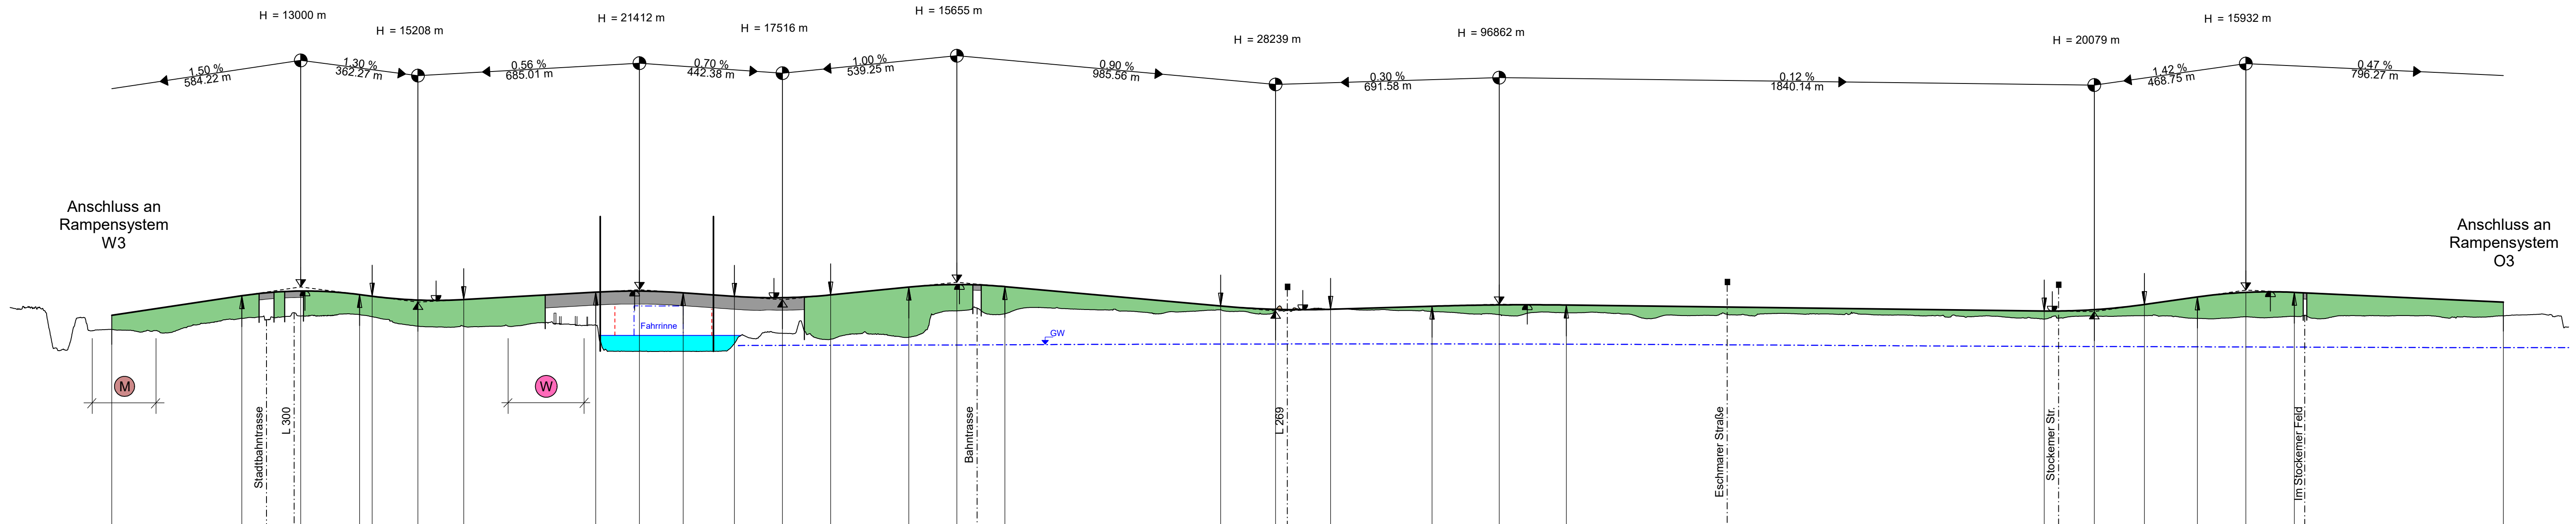 H = 13000 m
H = 15208 m
H = 21412 m
H = 17516 m
H = 15655 m
H = 28239 m
H = 96862 m
H = 20079 m
H = 15932 m
1.50 %
584.22 m
1.30 %
362.27 m
0.56 %
685.01 m
0.70 %
442.38 m
1.00 %
539.25 m
0.90 %
985.56 m
0.30 %
691.58 m
0.12 %
1840.14 m
1.42 %
468.75 m
0.47 %
796.27 m
Anschluss an
Rampensystem
W3
Anschluss an
Rampensystem
O3
Fahrrinne
GW
M
W
Stadtbahntrasse
L 300
Bahntrasse
L 269
Eschmarer Straße
Stockemer Str.
Im Stockemer Feld